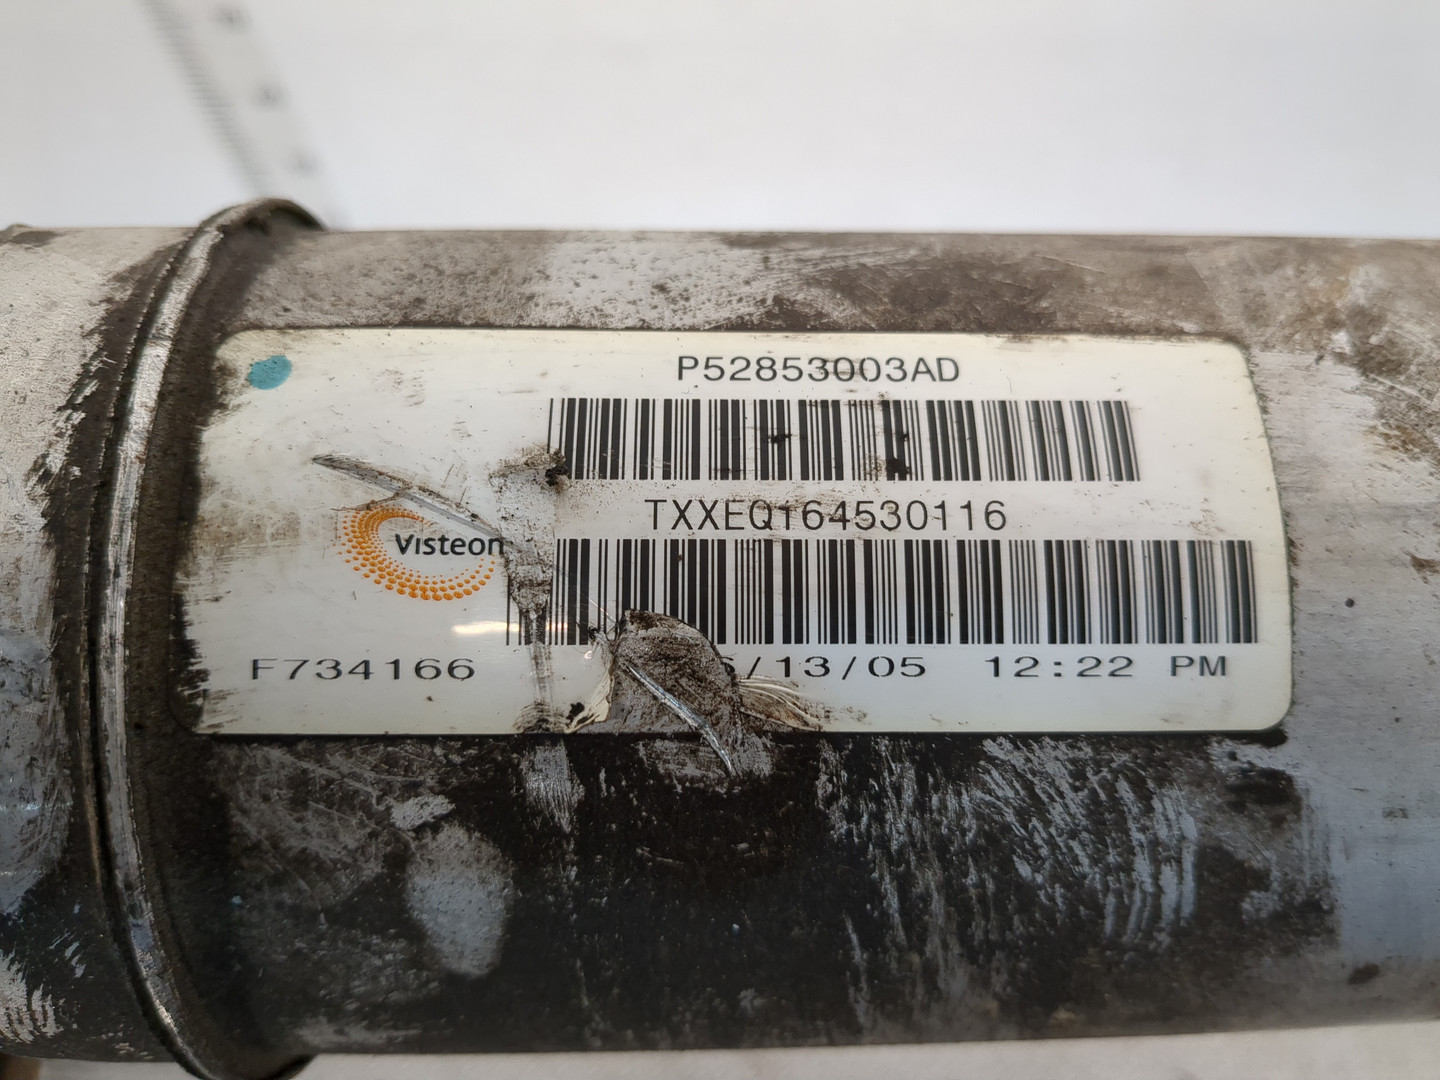 P52853003AD
TXXEQ164530116
Visteon
F734166 /13/05 12:22 PM